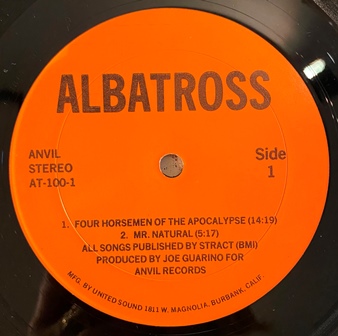 ALBATROSS
ANVIL
STEREO
AT-100-1
Side
1
1. FOUR HORSEMEN OF THE APOCALYPSE (14:19)
2. MR. NATURAL (5:17)
ALL SONGS PUBLISHED BY STRACT (BMI)
PRODUCED BY JOE GUARINO FOR
ANVIL RECORDS
MFG. BY UNITED SOUND 1811 W. MAGNOLIA, BURBANK, CALIF.